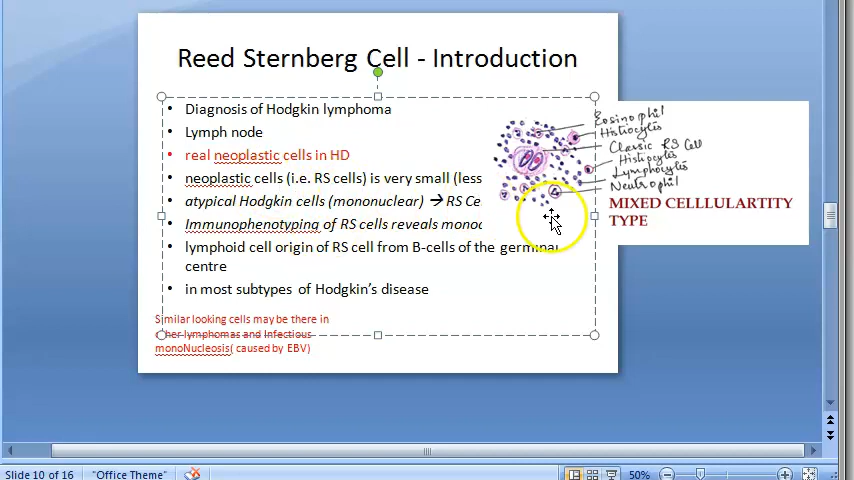 Reed Sternberg Cell - Introduction
• Diagnosis of Hodgkin lymphoma
• Lymph node
• real neoplastic cells in HD
• neoplastic cells (i.e. RS cells) is very small (less
• atypical Hodgkin cells (mononuclear) → RS Ce
• Immunophenotyping of RS cells reveals monoc
• lymphoid cell origin of RS cell from B-cells of the germinal
centre
• in most subtypes of Hodgkin's disease
Similar looking cells may be there in
other lymphomas and Infectious
monoNucleosis( caused by EBV)
Eosinophil
Histiocytes
Classic RS Cell
Histiocytes
Lymphocytes
Neutrophil
MIXED CELLLULARTITY
TYPE
Slide 10 of 16
"Office Theme"
50%